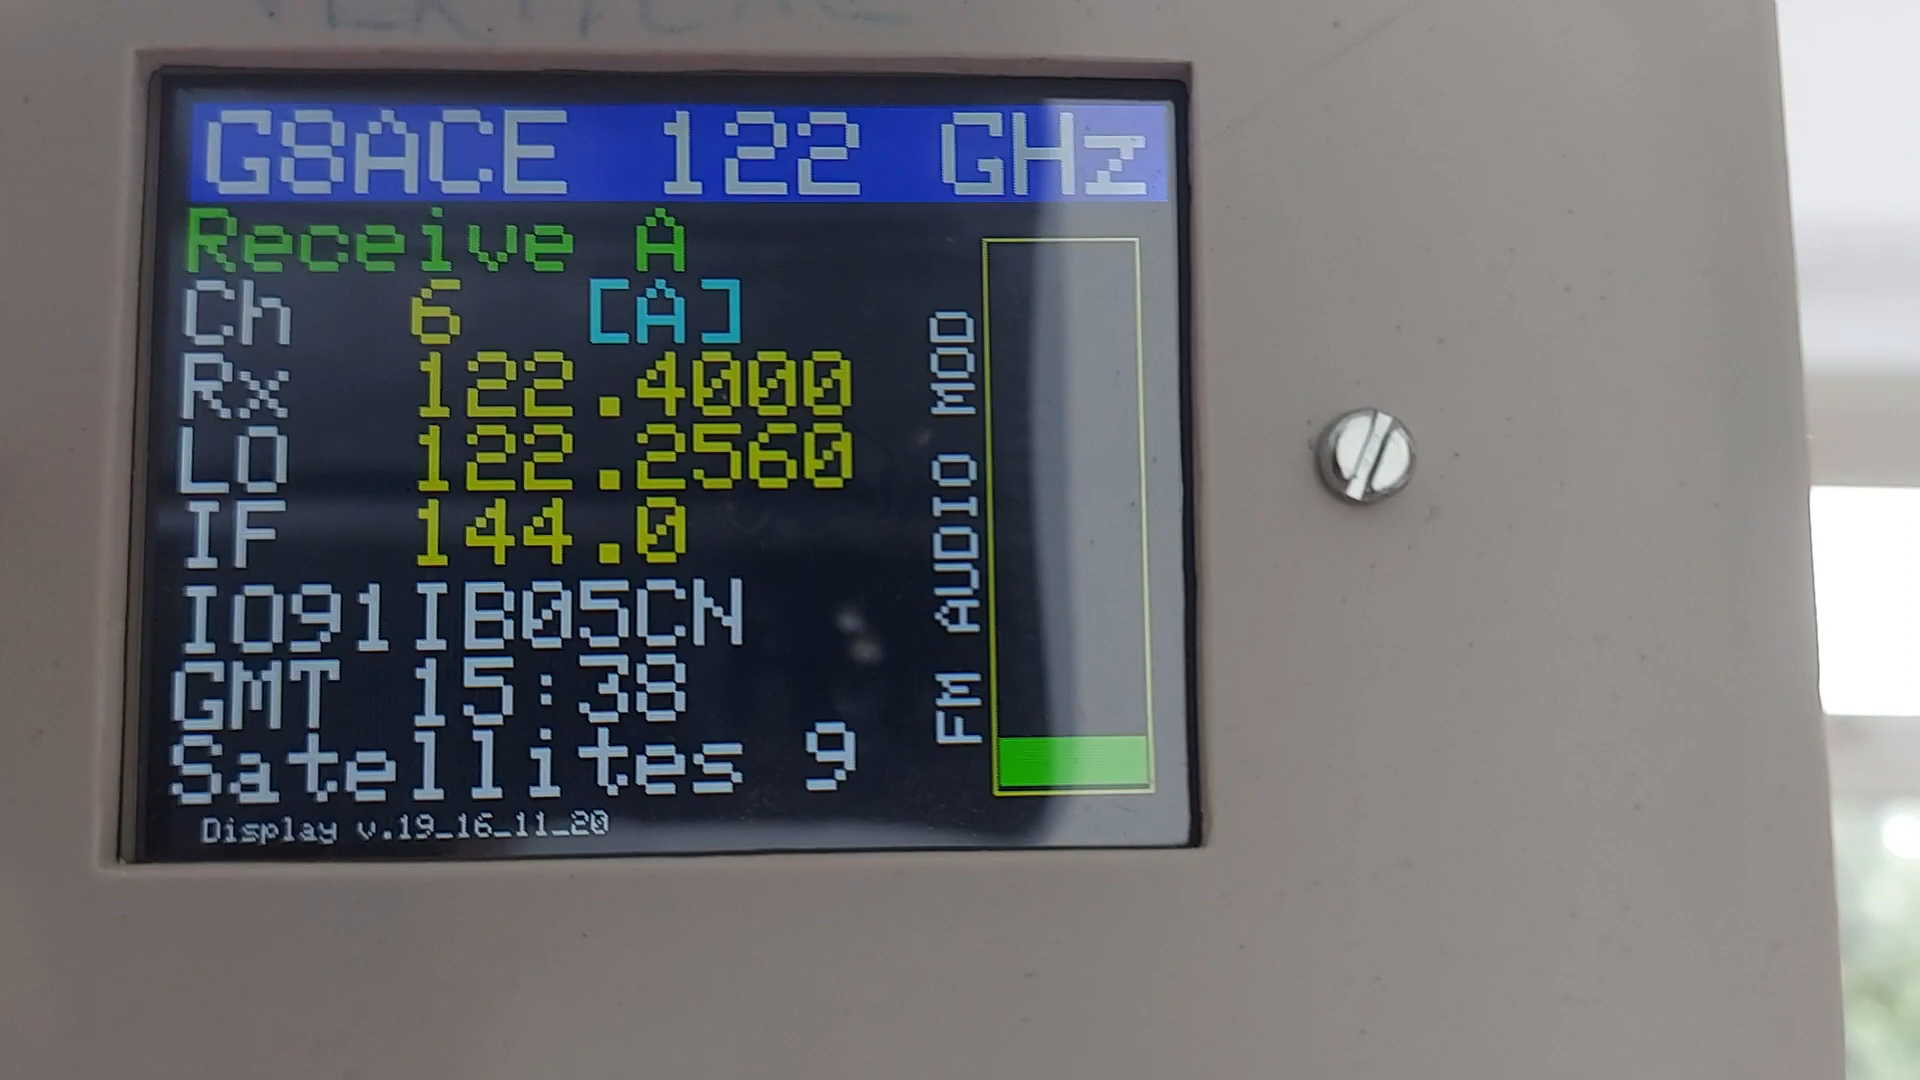 G8ACE 122 GHz
Receive A
Ch 6 [A]
Rx 122.4000
LO 122.2560
IF 144.0
IO91IB05CN
GMT 15:38
Satellites 9
Display v.19_16_11_20
FM AUDIO MOD